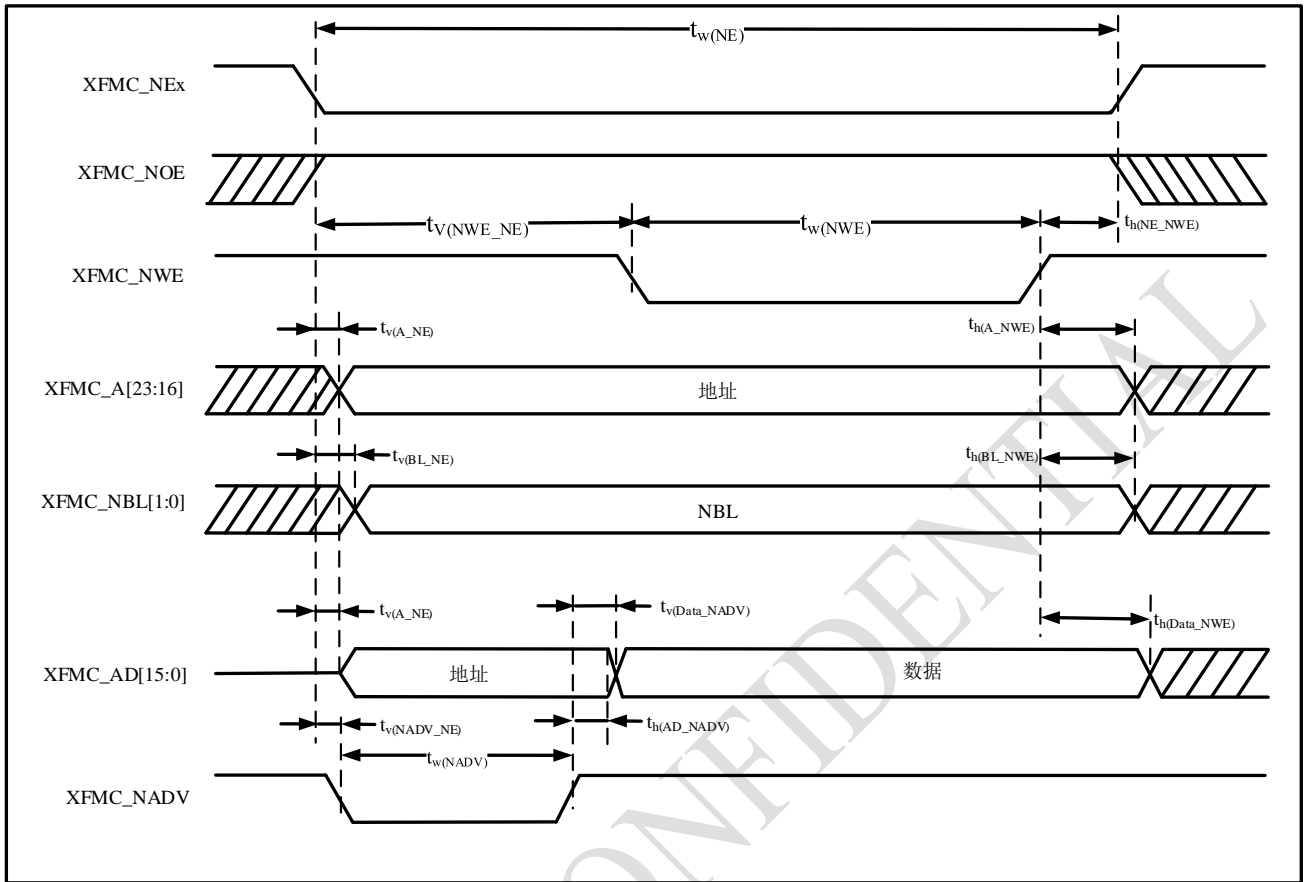 tw(NE)
XFMC_NEx
XFMC_NOE
tV(NWE_NE)
tw(NWE)
th(NE_NWE)
XFMC_NWE
tv(A_NE)
th(A_NWE)
XFMC_A[23:16]
地址
tv(BL_NE)
th(BL_NWE)
XFMC_NBL[1:0]
NBL
tv(A_NE)
tv(Data_NADV)
th(Data_NWE)
XFMC_AD[15:0]
地址
数据
tv(NADV_NE)
th(AD_NADV)
tw(NADV)
XFMC_NADV
ONFIDENTIAL